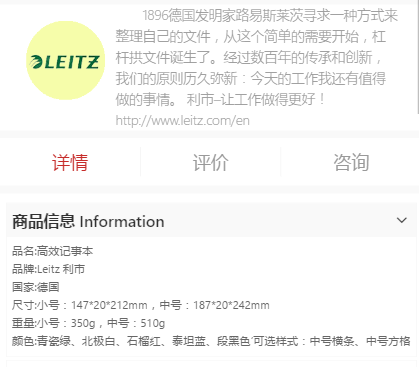 1896德国发明家路易斯莱茨寻求一种方式来
整理自己的文件，从这个简单的需要开始，杠
杆拱文件诞生了。经过数百年的传承和创新，
我们的原则历久弥新：今天的工作我还有值得
做的事情。 利市–让工作做得更好！
http://www.leitz.com/en
LEITZ
详情 评价 咨询
商品信息 Information
品名:高效记事本
品牌:Leitz 利市
国家:德国
尺寸:小号：147*20*212mm，中号：187*20*242mm
重量:小号：350g，中号：510g
颜色:青瓷绿、北极白、石榴红、泰坦蓝、段黑色 可选样式：中号横条、中号方格